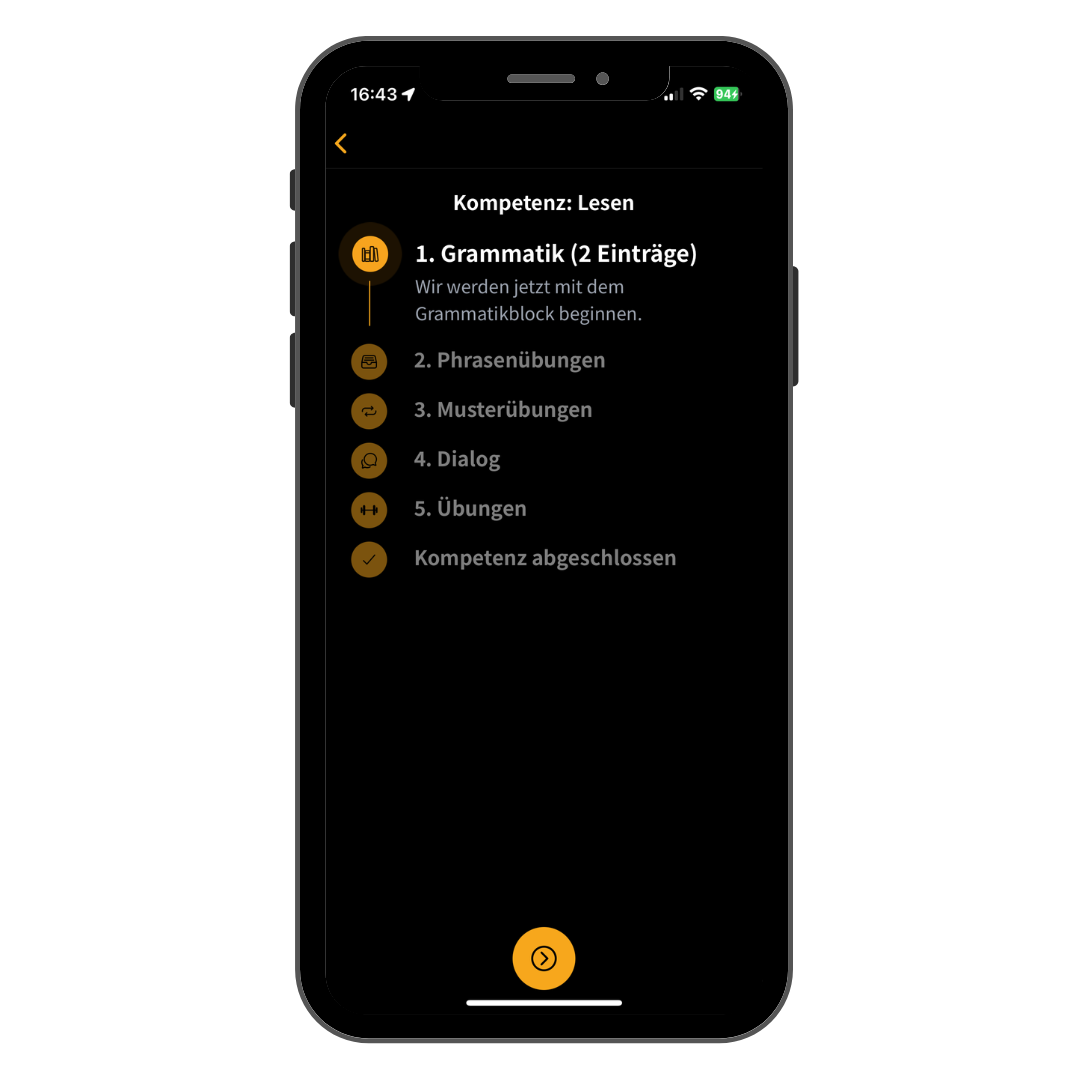 16:43
94
Kompetenz: Lesen
1. Grammatik (2 Einträge)
Wir werden jetzt mit dem
Grammatikblock beginnen.
2. Phrasenübungen
3. Musterübungen
4. Dialog
5. Übungen
Kompetenz abgeschlossen